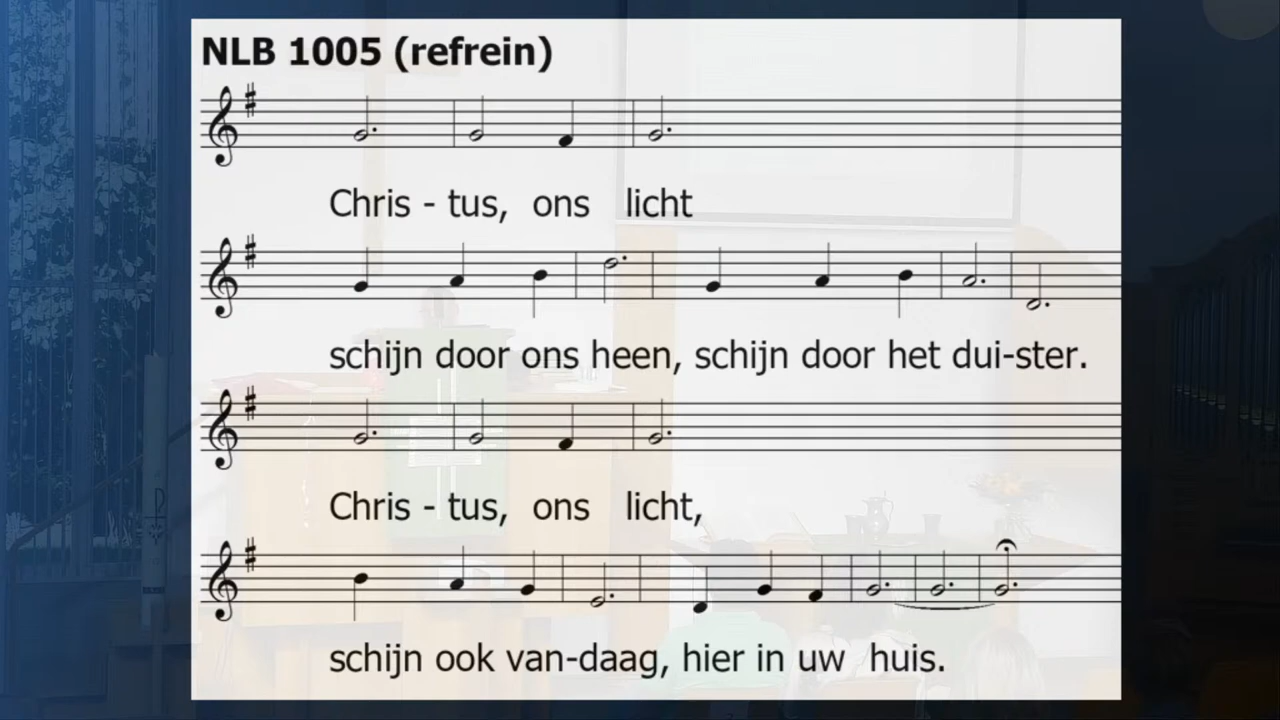 NLB 1005 (refrein)
Chris - tus, ons licht
schijn door ons heen, schijn door het dui-ster.
Chris - tus, ons licht,
schijn ook van-daag, hier in uw huis.